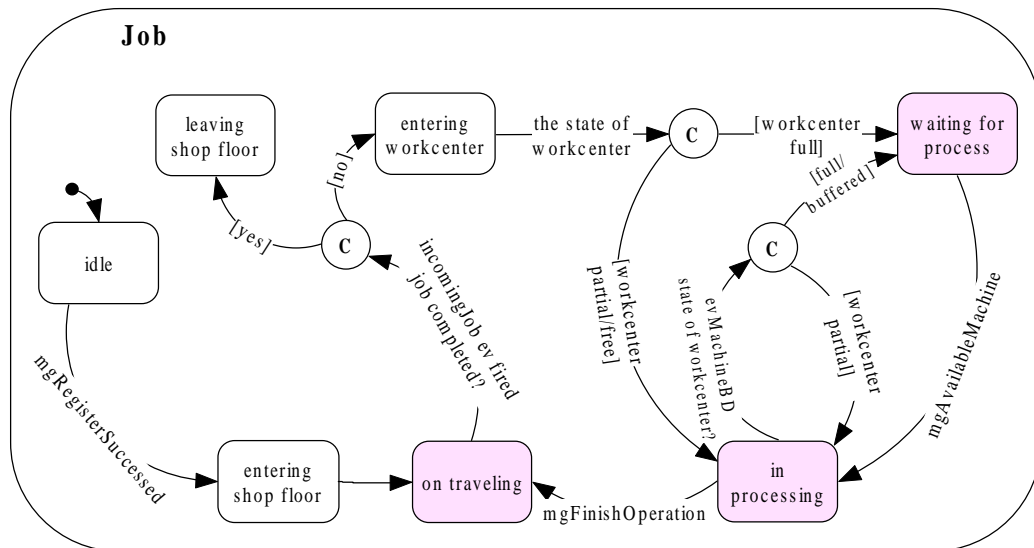 Job
leaving
shop floor
entering
workcenter
the state of
workcenter
C
[workcenter
full]
waiting for
process
[no]
[full/
buffered]
[yes]
C
C
idle
incomingJob ev fired
job completed?
[workcenter
partial/free]
evMachineBD
state of workcenter?
[workcenter
partial]
mgAvailableMachine
mgRegisterSuccessed
entering
shop floor
on traveling
in
processing
mgFinishOperation